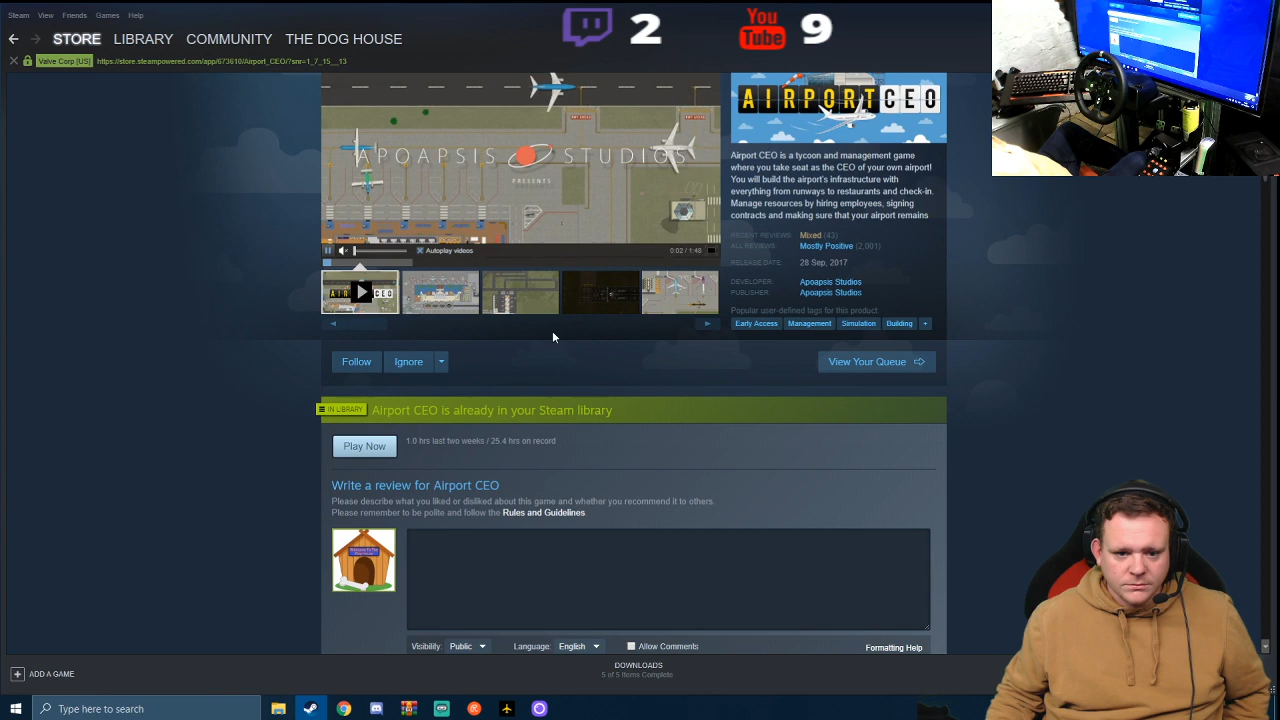 Steam View Friends Games Help
2
You Tube 9
STORE LIBRARY COMMUNITY THE DOG HOUSE
Valve Corp [US] https://store.steampowered.com/app/673610/Airport_CEO/?snr=1_7_15__13
APOAPSIS STUDIOS
PRESENTS
AIRPORT CEO
Airport CEO is a tycoon and management game
where you take seat as the CEO of your own airport!
You will build the airport's infrastructure with
everything from runways to restaurants and check-in.
Manage resources by hiring employees, signing
contracts and making sure that your airport remains
RECENT REVIEWS: Mixed (43)
ALL REVIEWS: Mostly Positive (2,001)
RELEASE DATE: 28 Sep, 2017
DEVELOPER: Apoapsis Studios
PUBLISHER: Apoapsis Studios
Popular user-defined tags for this product:
Early Access Management Simulation Building +
Autoplay videos 0:02 / 1:48
Follow Ignore View Your Queue
IN LIBRARY Airport CEO is already in your Steam library
Play Now 1.0 hrs last two weeks / 25.4 hrs on record
Write a review for Airport CEO
Please describe what you liked or disliked about this game and whether you recommend it to others.
Please remember to be polite and follow the Rules and Guidelines.
Visibility: Public Language: English Allow Comments Formatting Help
ADD A GAME
DOWNLOADS
5 of 5 Items Complete
Type here to search